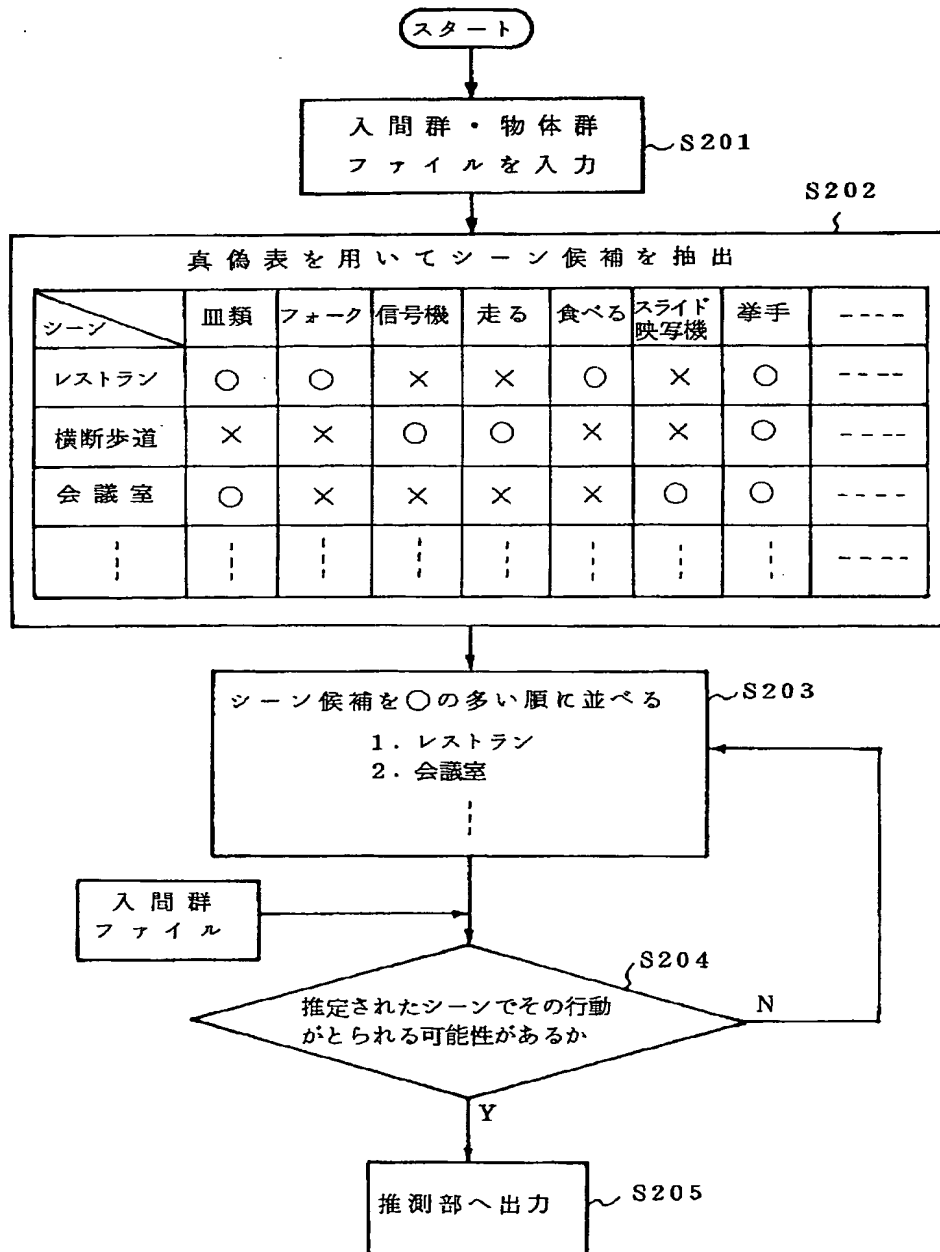 スタート
入間群・物体群
ファイルを入力
S201
S202
真偽表を用いてシーン候補を抽出
シーン 皿類 フォーク 信号機 走る 食べる スライド映写機 挙手 ----
レストラン ○ ○ × × ○ × ○ ----
横断歩道 × × ○ ○ × × ○ ----
会議室 ○ × × × × ○ ○ ----
----
シーン候補を○の多い順に並べる
S203
1. レストラン
2. 会議室
入間群
ファイル
S204
推定されたシーンでその行動
がとられる可能性があるか
N
Y
推測部へ出力
S205